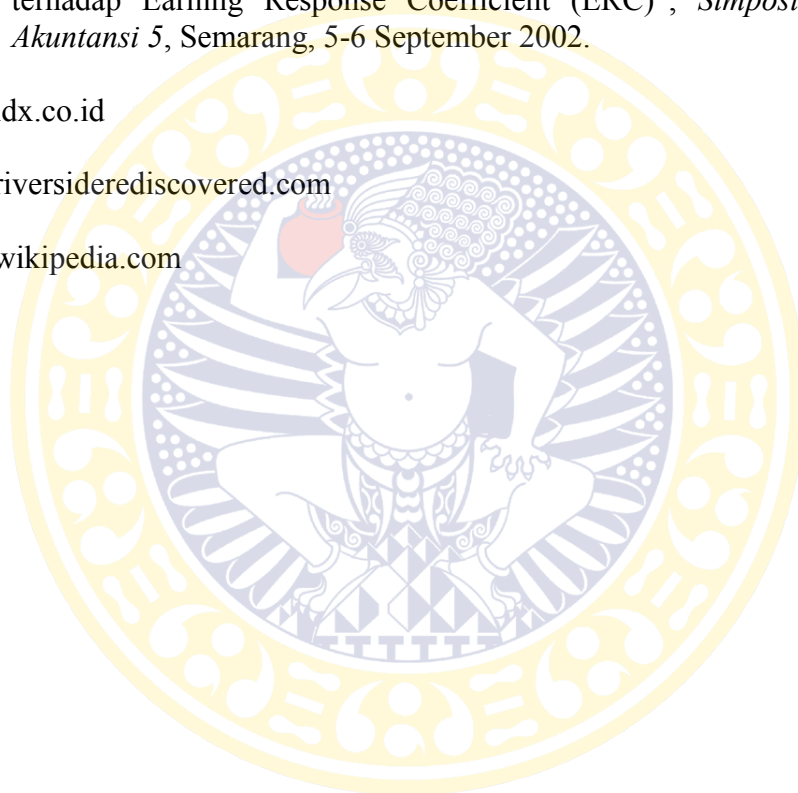 terhadap Earning Response Coefficient (ERC)", Simposi
Akuntansi 5, Semarang, 5-6 September 2002.
dx.co.id
riversiderediscovered.com
wikipedia.com